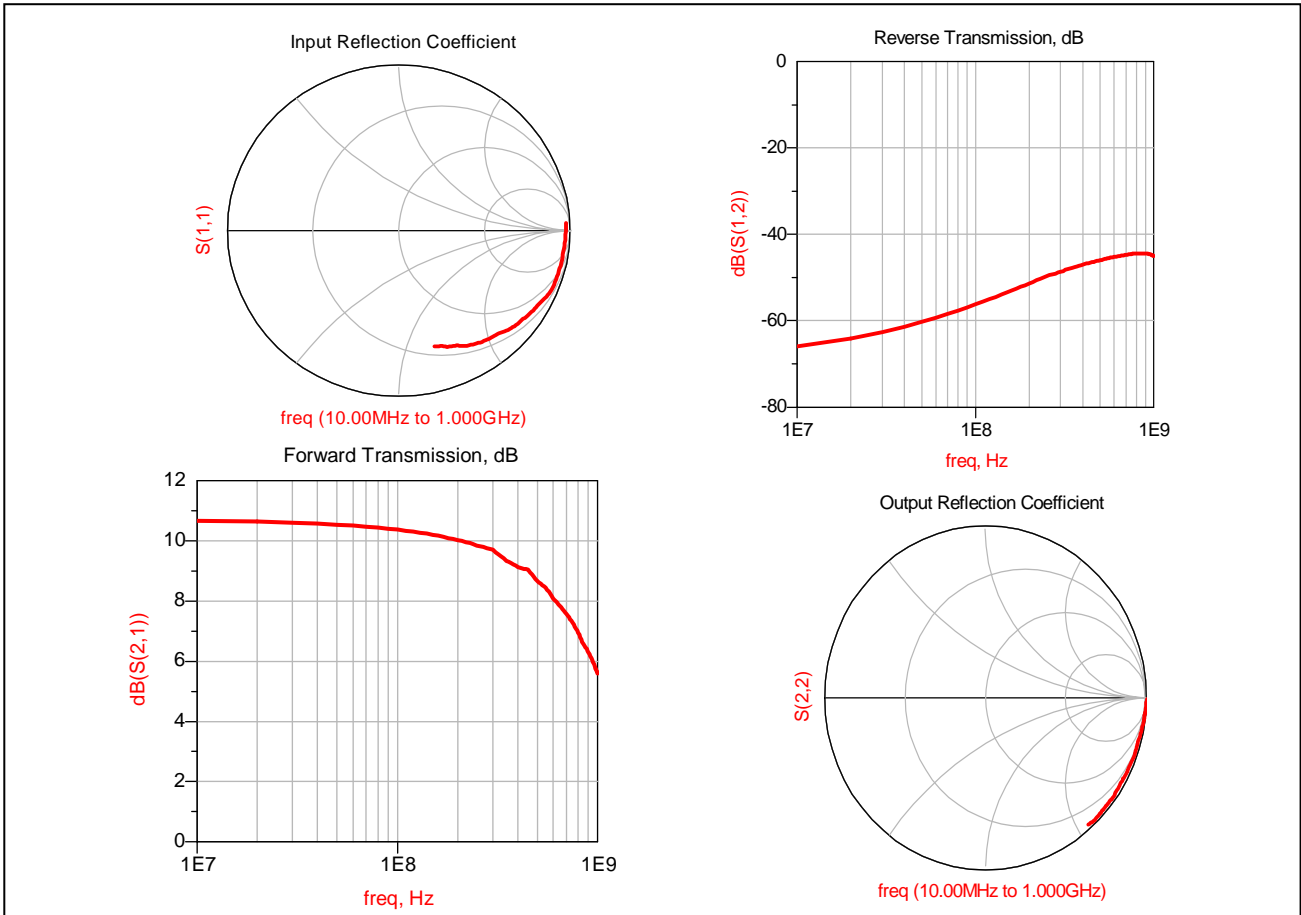 Input Reflection Coefficient
S(1,1)
freq (10.00MHz to 1.000GHz)
Reverse Transmission, dB
0
-20
-40
-60
-80
dB(S(1,2))
1E7
1E8
1E9
freq, Hz
Forward Transmission, dB
12
10
8
6
4
2
0
dB(S(2,1))
1E7
1E8
1E9
freq, Hz
Output Reflection Coefficient
S(2,2)
freq (10.00MHz to 1.000GHz)